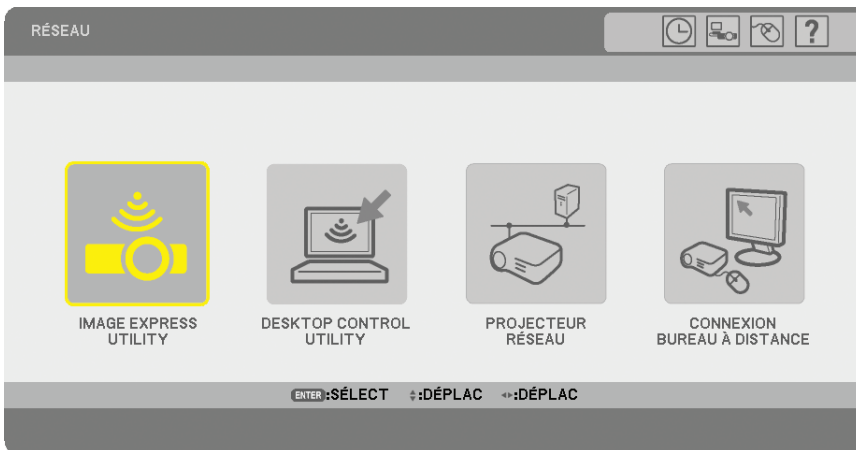 RÉSEAU
?
IMAGE EXPRESS
UTILITY
DESKTOP CONTROL
UTILITY
PROJECTEUR
RÉSEAU
CONNEXION
BUREAU À DISTANCE
ENTER:SÉLECT :DÉPLAC :DÉPLAC